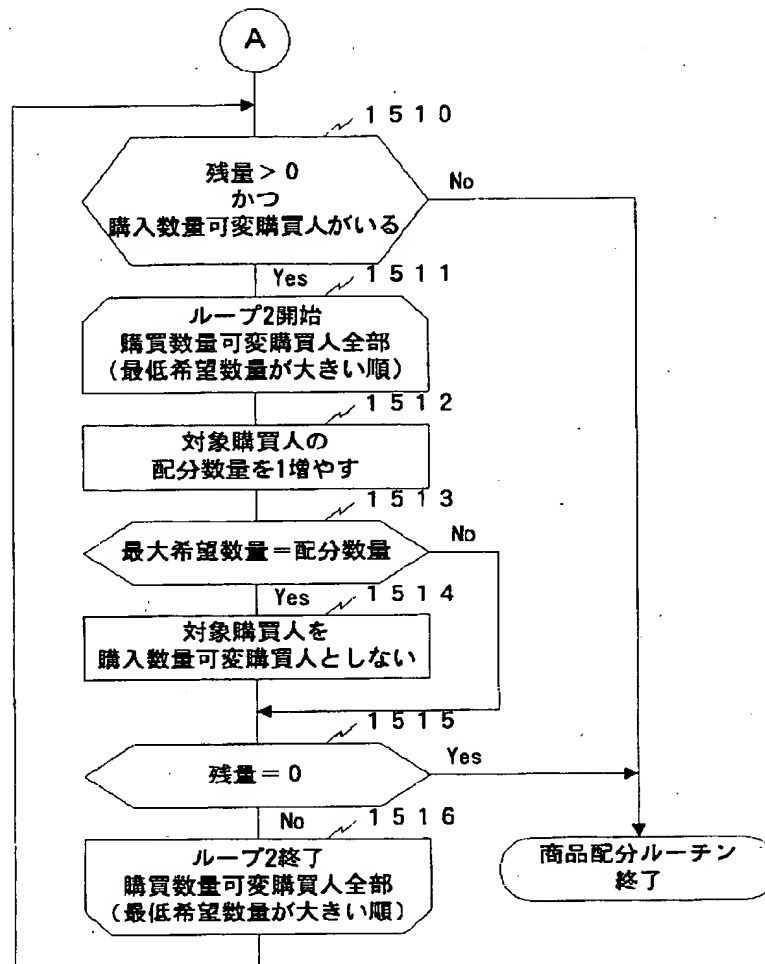 A
1510
残量＞0
かつ
購入数量可変購買人がいる
No
Yes
1511
ループ2開始
購買数量可変購買人全部
（最低希望数量が大きい順）
1512
対象購買人の
配分数量を1増やす
1513
最大希望数量＝配分数量
No
Yes
1514
対象購買人を
購入数量可変購買人としない
1515
残量＝0
Yes
No
1516
ループ2終了
購買数量可変購買人全部
（最低希望数量が大きい順）
商品配分ルーチン
終了